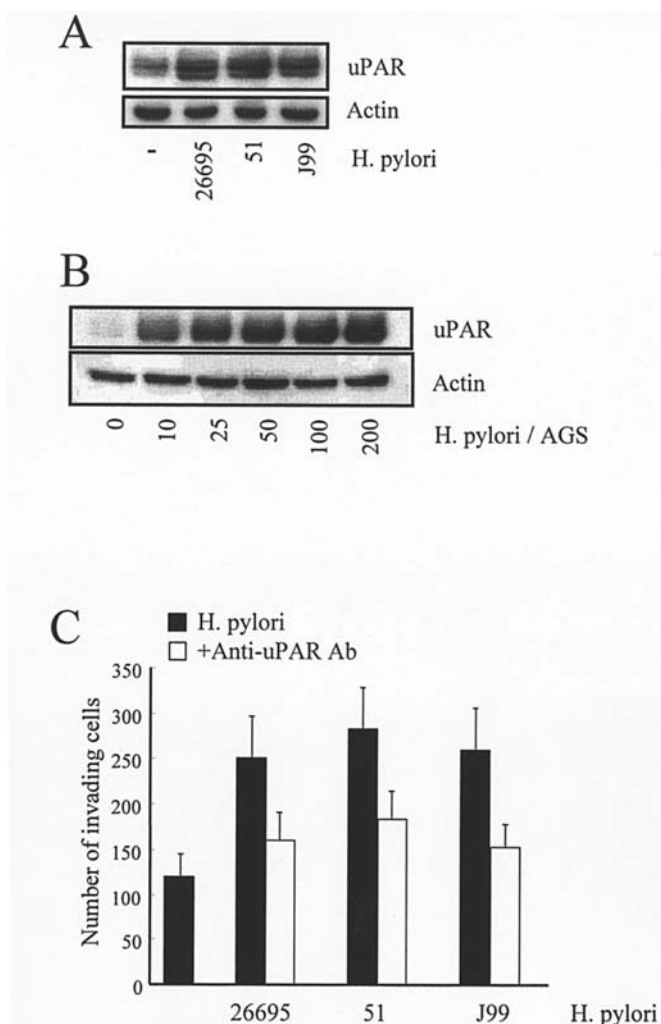 A
uPAR
Actin
- 26695 51 J99 H. pylori
B
uPAR
Actin
0 10 25 50 100 200 H. pylori / AGS
C
H. pylori
+Anti-uPAR Ab
350
300
250
200
150
100
50
0
Number of invading cells
26695 51 J99 H. pylori